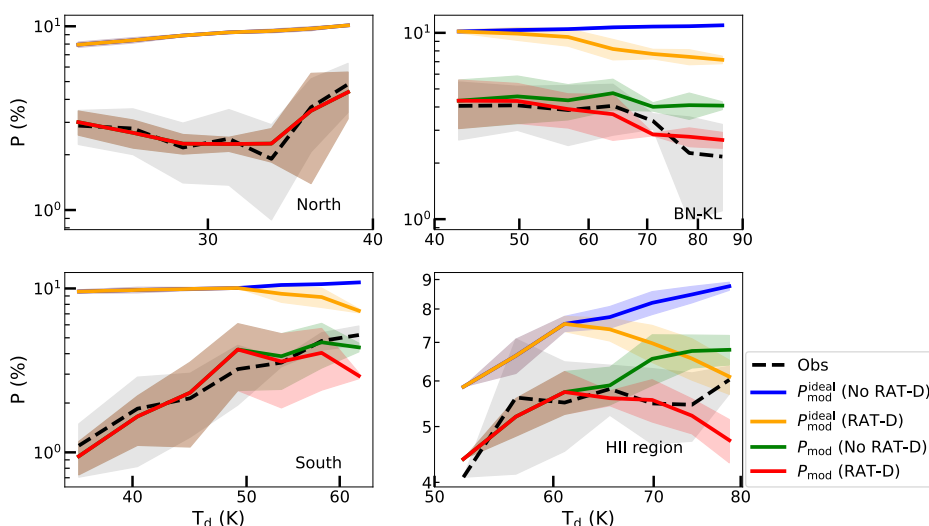 P (%)
10¹
10⁰
30
40
North
10¹
10⁰
40
50
60
70
80
90
BN-KL
P (%)
10¹
10⁰
40
50
60
T_d (K)
South
9
8
7
6
5
4
50
60
70
80
T_d (K)
HII region
Obs
P_mod^ideal (No RAT-D)
P_mod^ideal (RAT-D)
P_mod (No RAT-D)
P_mod (RAT-D)